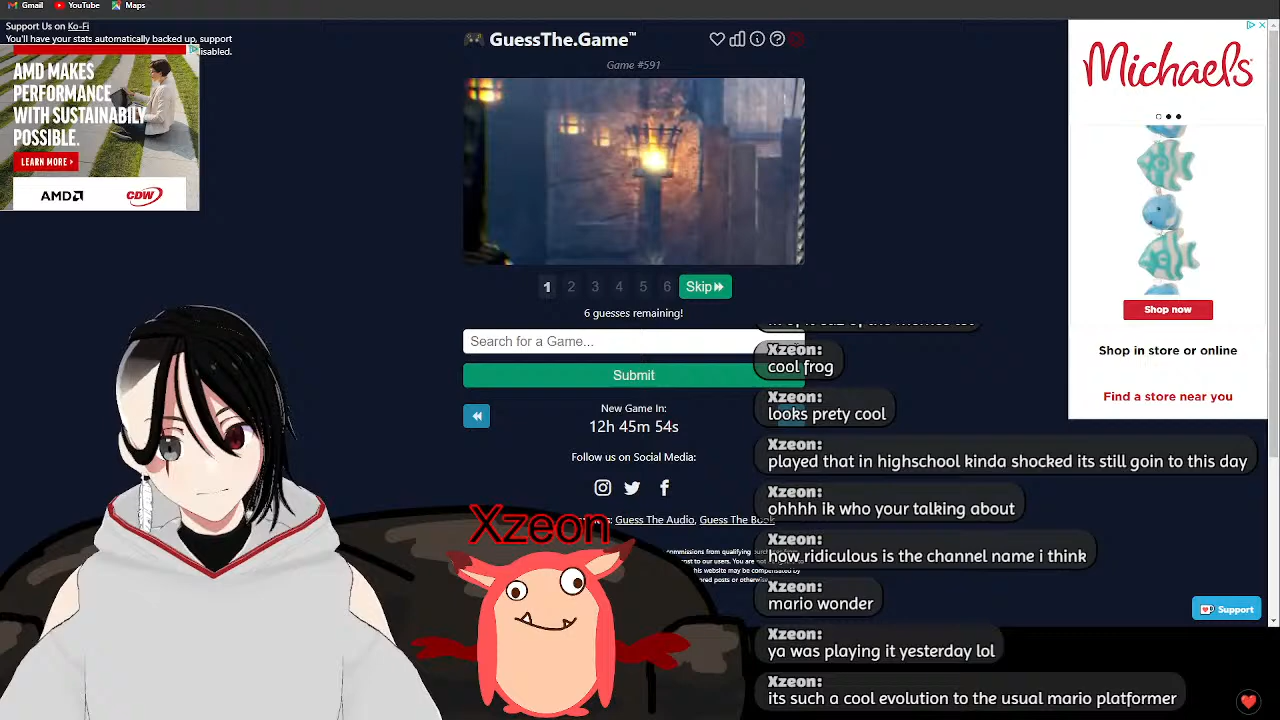 Gmail
YouTube
Maps
Support Us on Ko-Fi
You'll have your stats automatically backed up, support
isabled.
AMD MAKES
PERFORMANCE
WITH SUSTAINABILITY
POSSIBLE.
LEARN MORE >
AMD
CDW
GuessThe.Game™
Game #591
1 2 3 4 5 6 Skip
6 guesses remaining!
Search for a Game...
Submit
New Game In:
12h 45m 54s
Follow us on Social Media:
Guess The Audio, Guess The Book
Michaels
Shop now
Shop in store or online
Find a store near you
Support
Xzeon:
cool frog
Xzeon:
looks prety cool
Xzeon:
played that in highschool kinda shocked its still goin to this day
Xzeon:
ohhhh ik who your talking about
Xzeon:
how ridiculous is the channel name i think
Xzeon:
mario wonder
Xzeon:
ya was playing it yesterday lol
Xzeon:
its such a cool evolution to the usual mario platformer
Xzeon